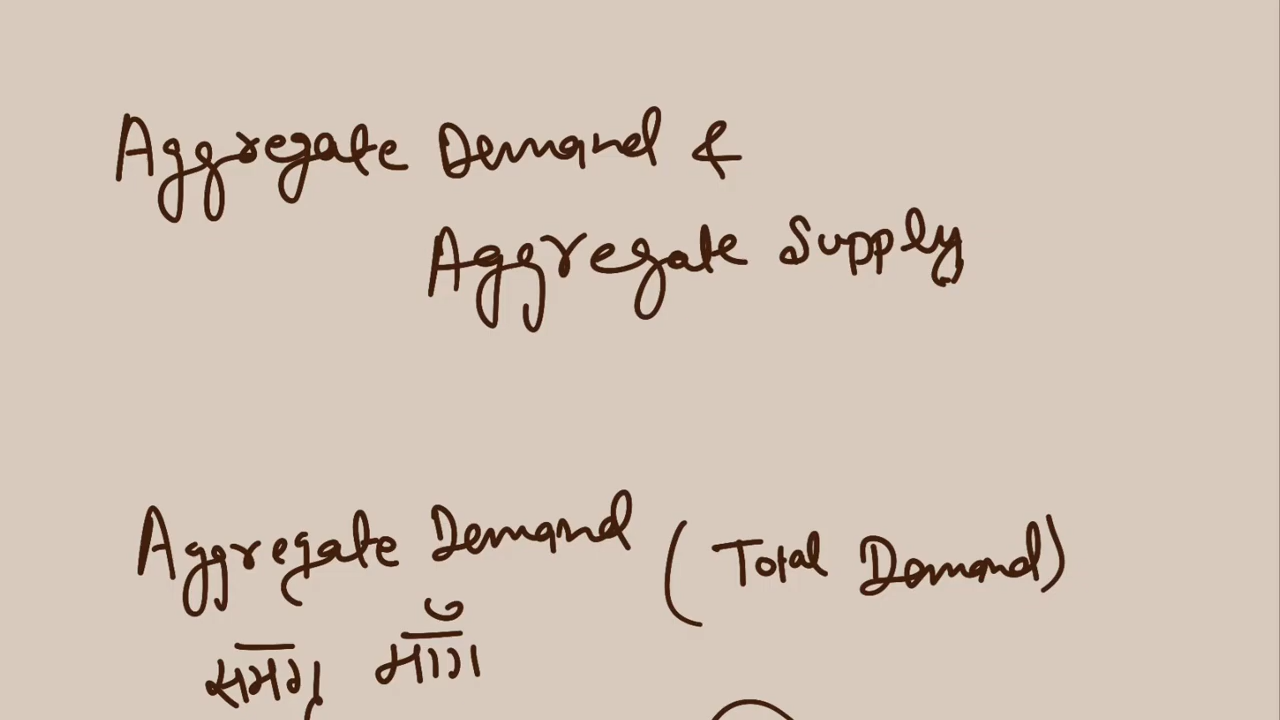 Aggregate Demand &
Aggregate Supply
Aggregate Demand (Total Demand)
समग्र माँग